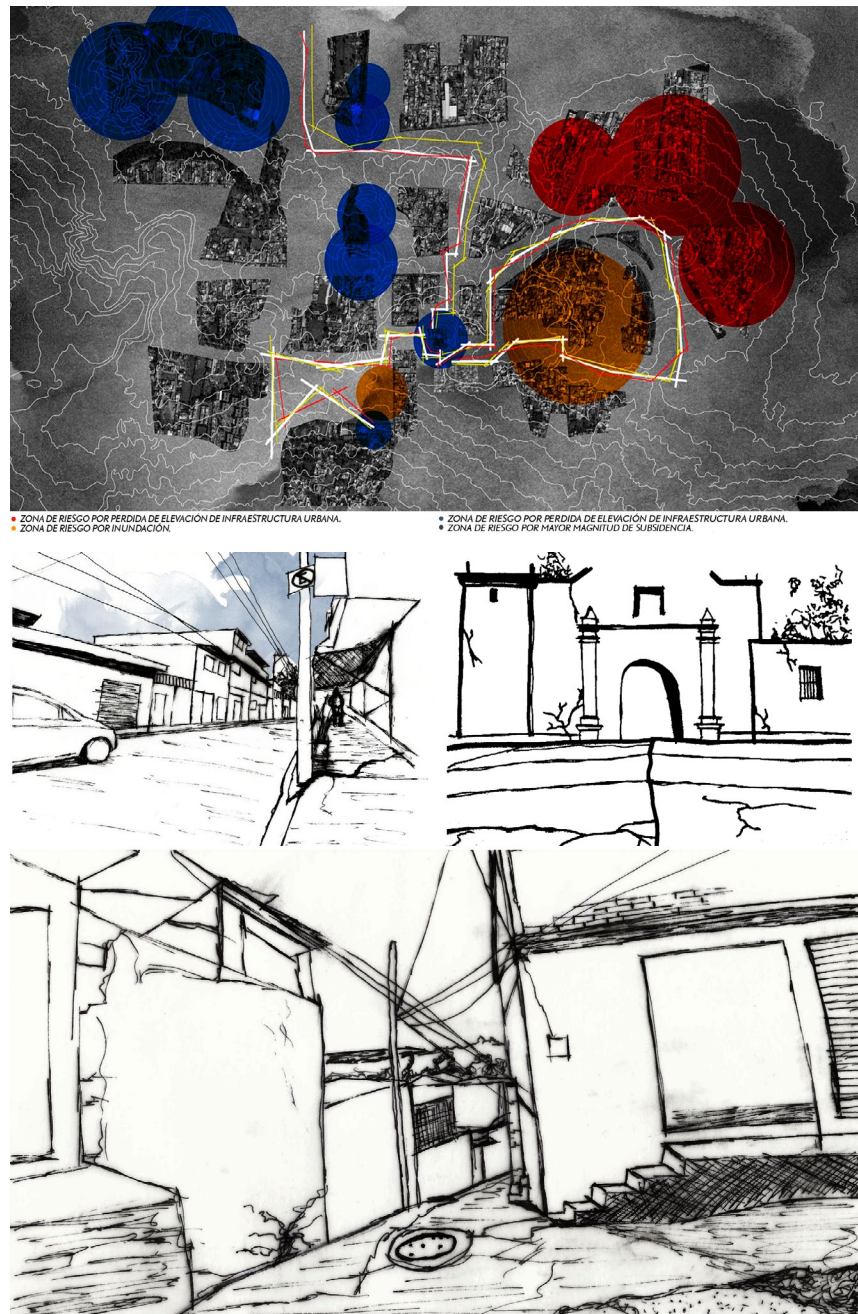 ZONA DE RIESGO POR PERDIDA DE ELEVACIÓN DE INFRAESTRUCTURA URBANA.
ZONA DE RIESGO POR INUNDACIÓN.
ZONA DE RIESGO POR PERDIDA DE ELEVACIÓN DE INFRAESTRUCTURA URBANA.
ZONA DE RIESGO POR MAYOR MAGNITUD DE SUBSIDENCIA.